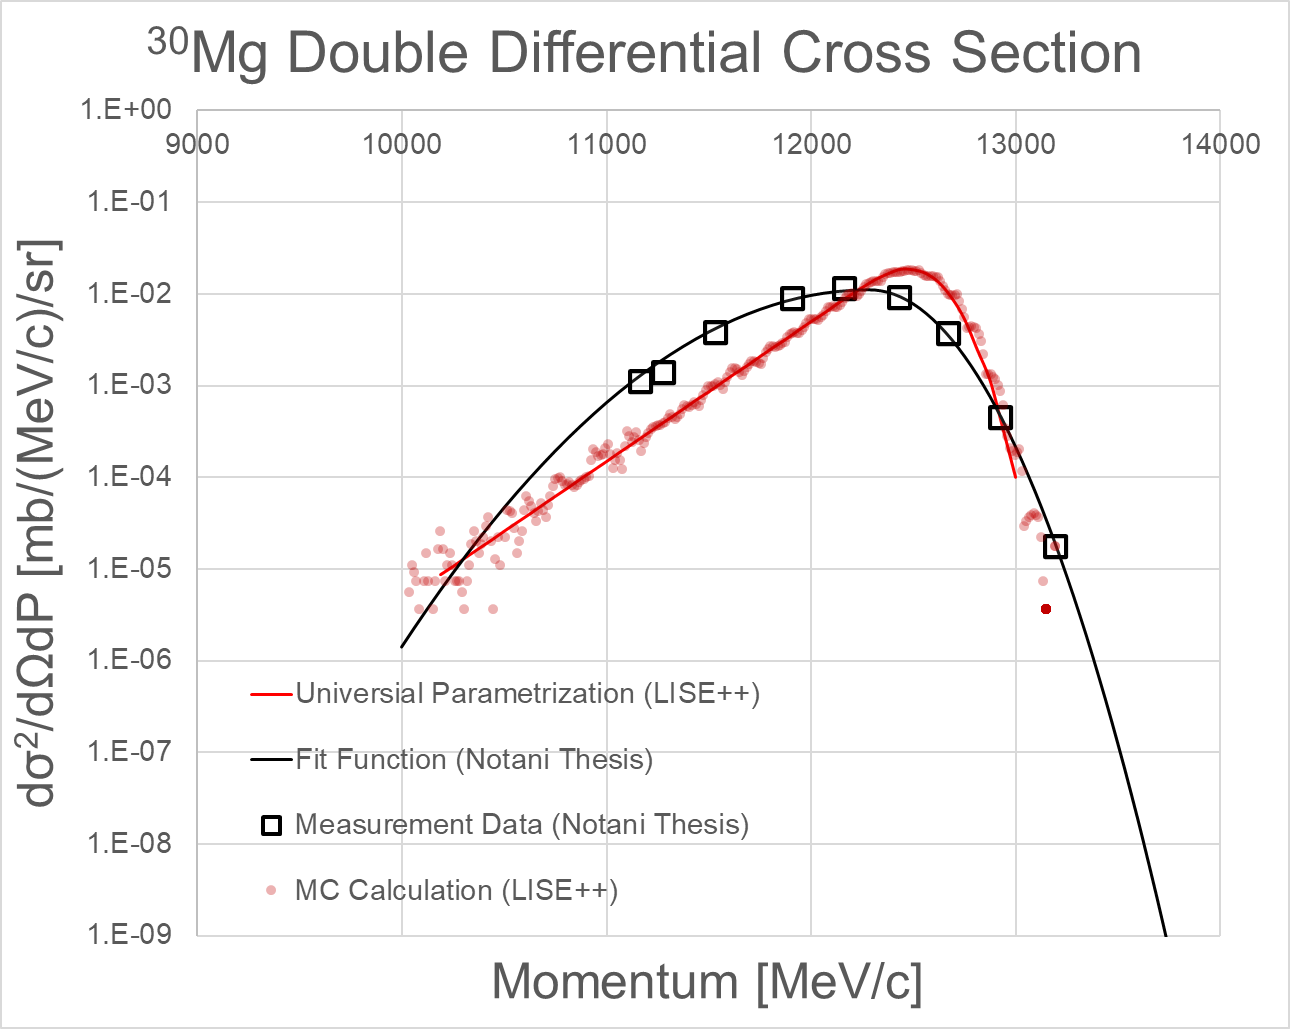 ³⁰Mg Double Differential Cross Section
1.E+00
9000 10000 11000 12000 13000 14000
1.E-01
1.E-02
1.E-03
1.E-04
1.E-05
1.E-06
1.E-07
1.E-08
1.E-09
dσ²/dΩdP [mb/(MeV/c)/sr]
Universial Parametrization (LISE++)
Fit Function (Notani Thesis)
Measurement Data (Notani Thesis)
MC Calculation (LISE++)
Momentum [MeV/c]